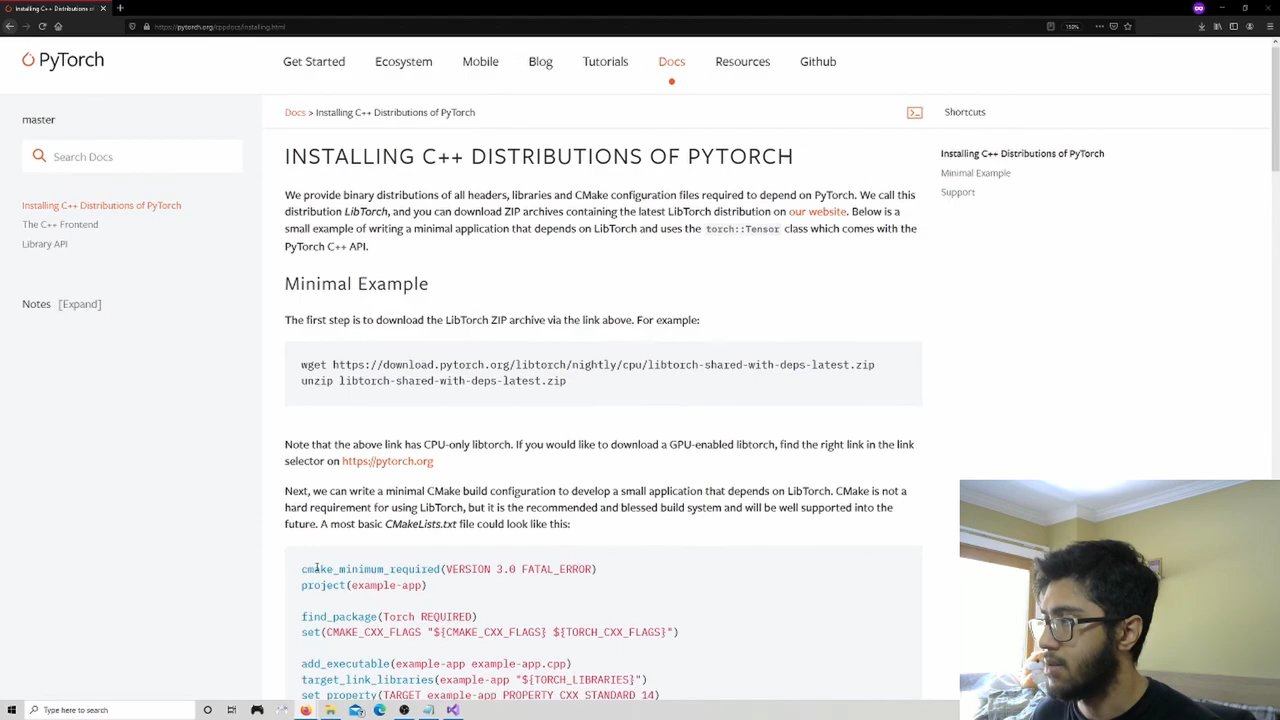 Installing C++ Distributions of
https://pytorch.org/cppdocs/installing.html
150%
PyTorch
Get Started
Ecosystem
Mobile
Blog
Tutorials
Docs
Resources
Github
master
Search Docs
Installing C++ Distributions of PyTorch
The C++ Frontend
Library API
Notes [Expand]
Docs > Installing C++ Distributions of PyTorch
Shortcuts
INSTALLING C++ DISTRIBUTIONS OF PYTORCH
We provide binary distributions of all headers, libraries and CMake configuration files required to depend on PyTorch. We call this
distribution LibTorch, and you can download ZIP archives containing the latest LibTorch distribution on our website. Below is a
small example of writing a minimal application that depends on LibTorch and uses the torch::Tensor class which comes with the
PyTorch C++ API.
Minimal Example
The first step is to download the LibTorch ZIP archive via the link above. For example:
wget https://download.pytorch.org/libtorch/nightly/cpu/libtorch-shared-with-deps-latest.zip
unzip libtorch-shared-with-deps-latest.zip
Note that the above link has CPU-only libtorch. If you would like to download a GPU-enabled libtorch, find the right link in the link
selector on https://pytorch.org
Next, we can write a minimal CMake build configuration to develop a small application that depends on LibTorch. CMake is not a
hard requirement for using LibTorch, but it is the recommended and blessed build system and will be well supported into the
future. A most basic CMakeLists.txt file could look like this:
cmake_minimum_required(VERSION 3.0 FATAL_ERROR)
project(example-app)
find_package(Torch REQUIRED)
set(CMAKE_CXX_FLAGS "${CMAKE_CXX_FLAGS} ${TORCH_CXX_FLAGS}")
add_executable(example-app example-app.cpp)
target_link_libraries(example-app "${TORCH_LIBRARIES}")
set_property(TARGET example-app PROPERTY CXX_STANDARD 14)
Installing C++ Distributions of PyTorch
Minimal Example
Support
Type here to search